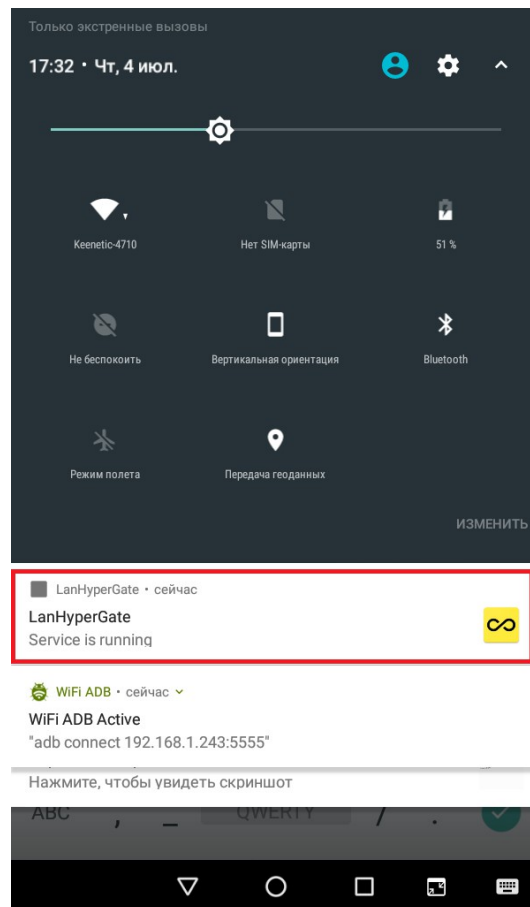 Только экстренные вызовы
17:32 • Чт, 4 июл.
Keenetic-4710
Нет SIM-карты
51 %
Не беспокоить
Вертикальная ориентация
Bluetooth
Режим полета
Передача геоданных
ИЗМЕНИТЬ
LanHyperGate • сейчас
LanHyperGate
Service is running
WiFi ADB • сейчас
WiFi ADB Active
"adb connect 192.168.1.243:5555"
Нажмите, чтобы увидеть скриншот
ABC , _ QWERTY / .